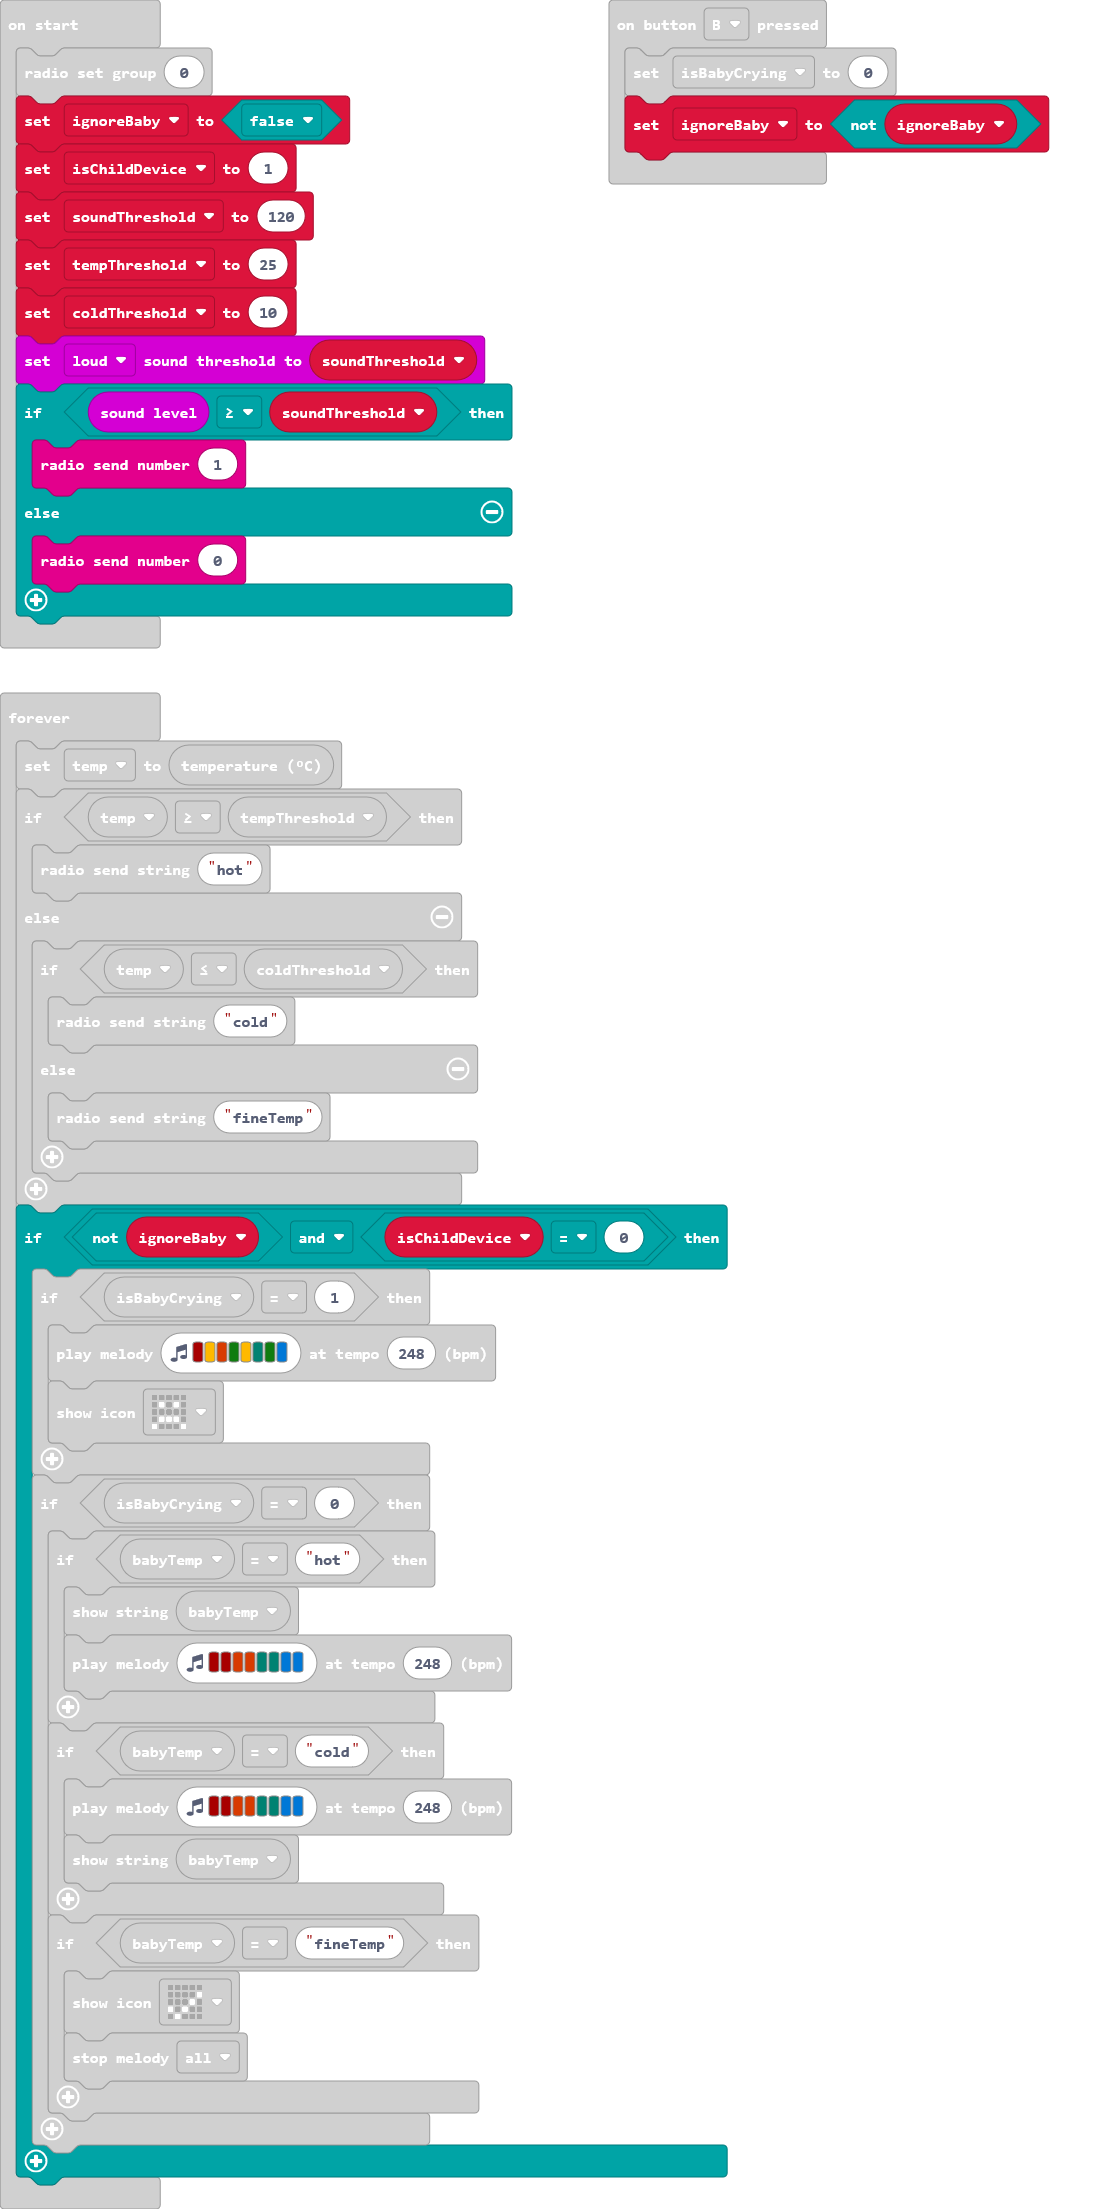 on start
radio set group 0
set ignoreBaby to false
set isChildDevice to 1
set soundThreshold to 120
set tempThreshold to 25
set coldThreshold to 10
set loud sound threshold to soundThreshold
if sound level ≥ soundThreshold then
radio send number 1
else
radio send number 0
on button B pressed
set isBabyCrying to 0
set ignoreBaby to not ignoreBaby
forever
set temp to temperature (°C)
if temp ≥ tempThreshold then
radio send string "hot"
else
if temp ≤ coldThreshold then
radio send string "cold"
else
radio send string "fineTemp"
if not ignoreBaby and isChildDevice = 0 then
if isBabyCrying = 1 then
play melody at tempo 248 (bpm)
show icon
if isBabyCrying = 0 then
if babyTemp = "hot" then
show string babyTemp
play melody at tempo 248 (bpm)
if babyTemp = "cold" then
play melody at tempo 248 (bpm)
show string babyTemp
if babyTemp = "fineTemp" then
show icon
stop melody all